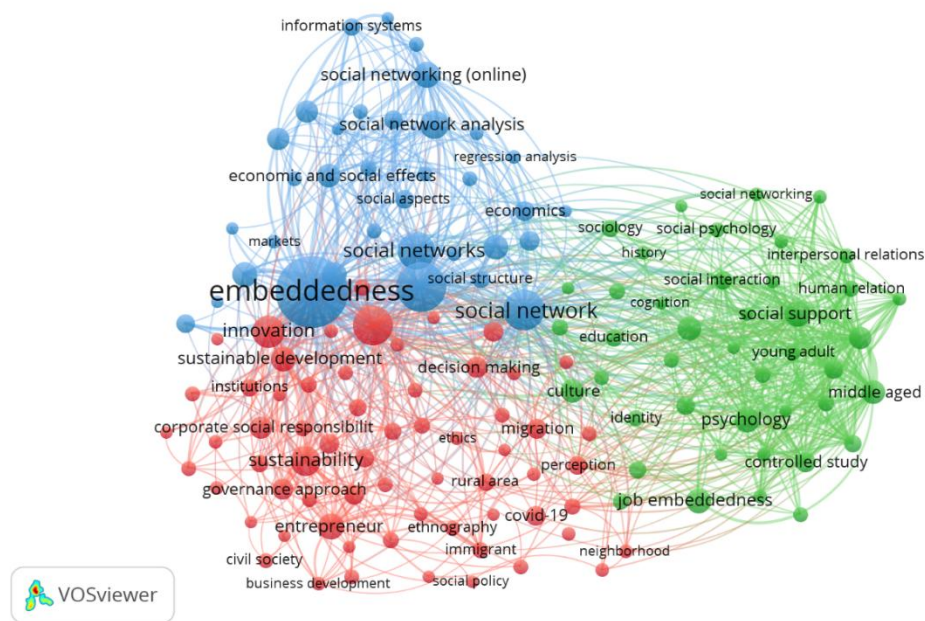 information systems
social networking (online)
social network analysis
regression analysis
economic and social effects
social aspects
economics
social networking
sociology
social psychology
markets
social networks
history
interpersonal relations
social structure
social interaction
human relation
embeddedness
cognition
social network
social support
innovation
education
young adult
sustainable development
decision making
institutions
culture
middle aged
corporate social responsibilit
ethics
migration
identity
psychology
sustainability
perception
controlled study
governance approach
rural area
job embeddedness
entrepreneur
ethnography
covid-19
civil society
immigrant
neighborhood
business development
social policy
VOSviewer